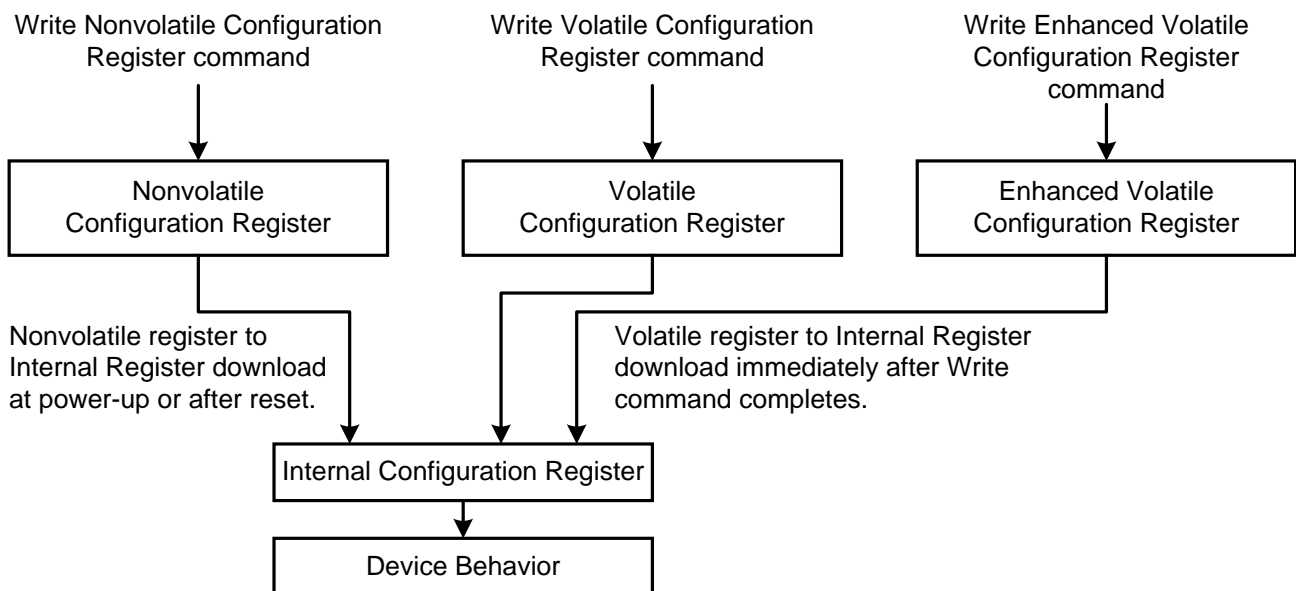 Write Nonvolatile Configuration
Register command
Write Volatile Configuration
Register command
Write Enhanced Volatile
Configuration Register
command
Nonvolatile
Configuration Register
Volatile
Configuration Register
Enhanced Volatile
Configuration Register
Nonvolatile register to
Internal Register download
at power-up or after reset.
Volatile register to Internal Register
download immediately after Write
command completes.
Internal Configuration Register
Device Behavior